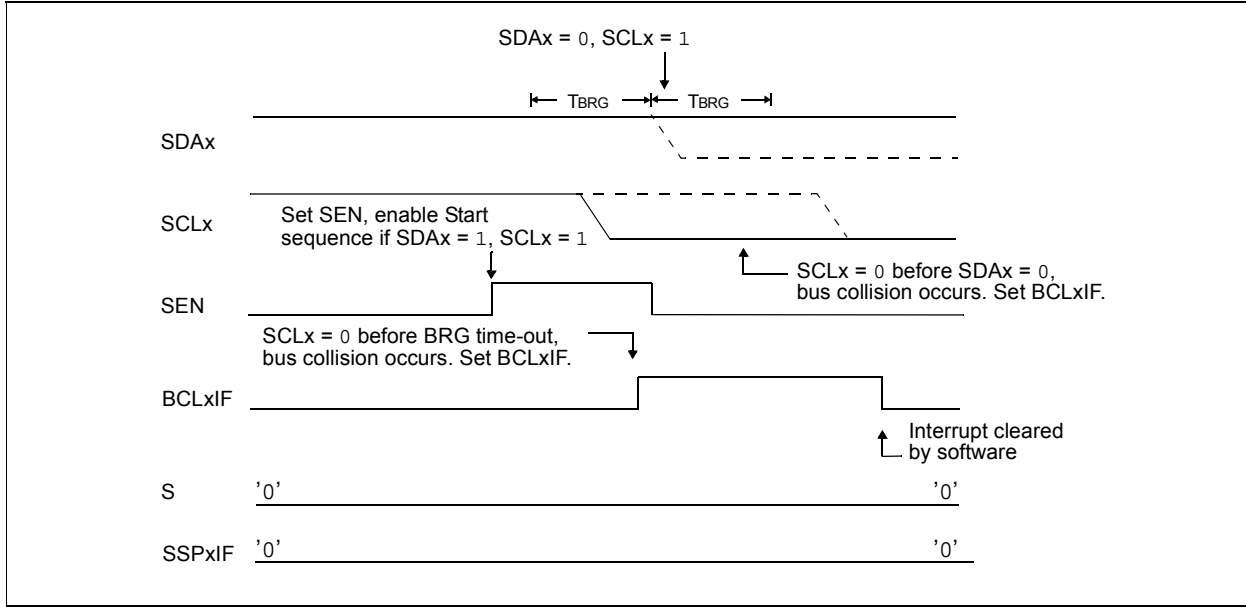 SDAx = 0, SCLx = 1
TBRG TBRG
SDAx
SCLx
Set SEN, enable Start
sequence if SDAx = 1, SCLx = 1
SCLx = 0 before SDAx = 0,
bus collision occurs. Set BCLxIF.
SEN
SCLx = 0 before BRG time-out,
bus collision occurs. Set BCLxIF.
BCLxIF
Interrupt cleared
by software
S '0' '0'
SSPxIF '0' '0'